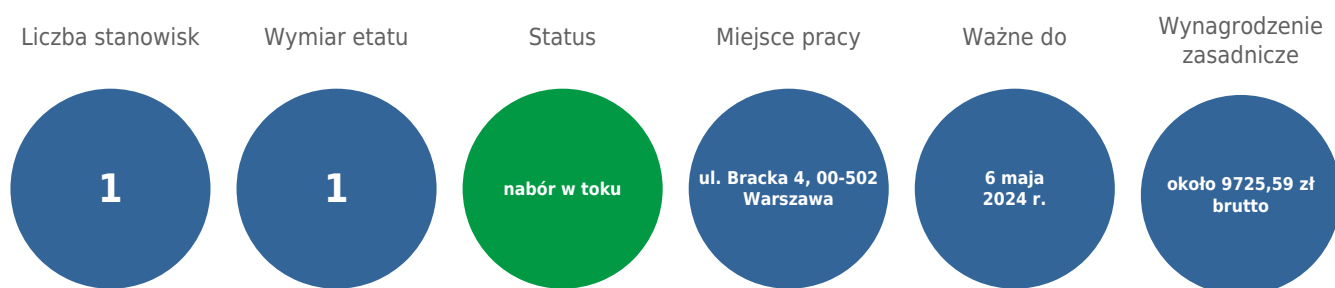 Liczba stanowisk
Wymiar etatu
Status
Miejsce pracy
Ważne do
Wynagrodzenie
zasadnicze
1
1
nabór w toku
ul. Bracka 4, 00-502
Warszawa
6 maja
2024 r.
około 9725,59 zł
brutto